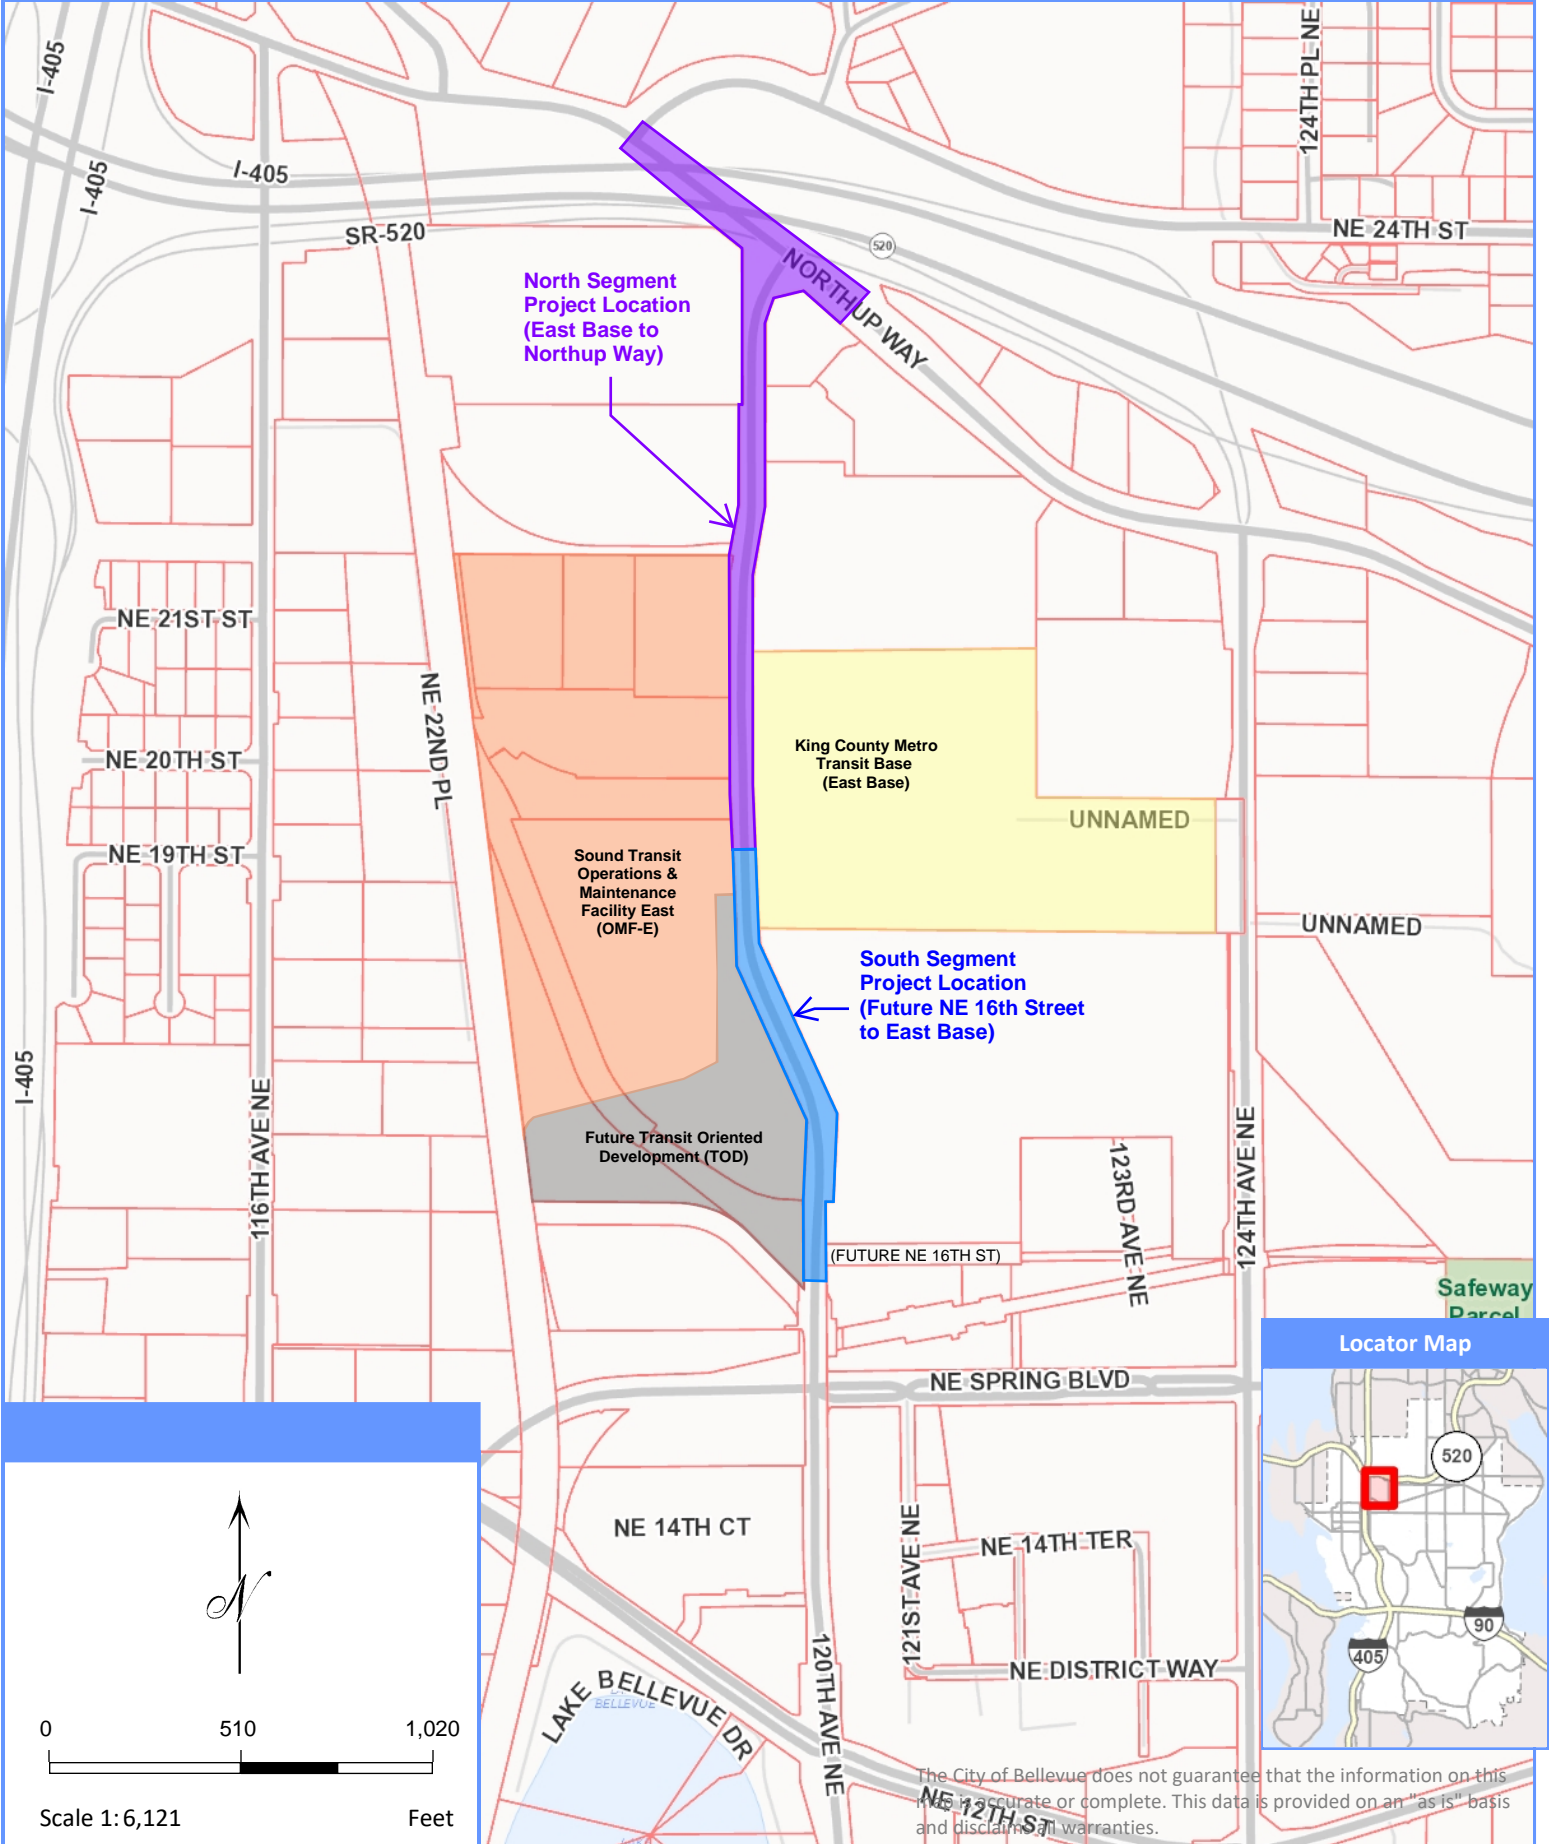 I-405
124TH PL NE
I-405
I-405
SR-520
520
NE 24TH ST
North Segment
Project Location
(East Base to
Northup Way)
NORTHUP WAY
NE 21ST ST
NE 22ND PL
NE 20TH ST
King County Metro
Transit Base
(East Base)
UNNAMED
NE 19TH ST
Sound Transit
Operations &
Maintenance
Facility East
(OMF-E)
UNNAMED
South Segment
Project Location
(Future NE 16th Street
to East Base)
I-405
116TH AVE NE
Future Transit Oriented
Development (TOD)
123RD AVE NE
124TH AVE NE
(FUTURE NE 16TH ST)
Safeway
Parcel
NE SPRING BLVD
Locator Map
520
90
405
N
NE 14TH CT
121ST AVE NE
NE 14TH TER
120TH AVE NE
NE DISTRICT WAY
LAKE BELLEVUE DR
BELLEVUE
0 510 1,020
Scale 1: 6,121 Feet
NE 12TH ST
The City of Bellevue does not guarantee that the information on this
map is accurate or complete. This data is provided on an "as is" basis
and disclaims all warranties.